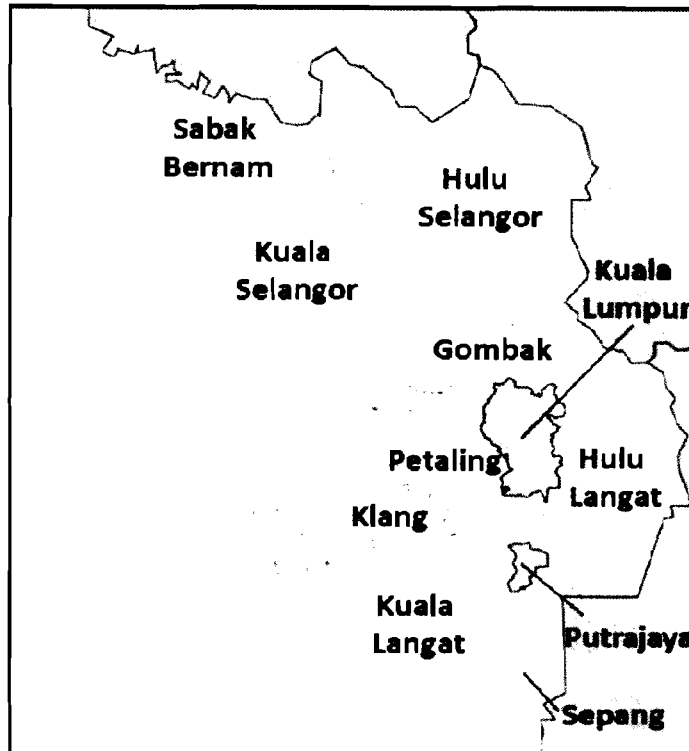 Sabak
Bernam
Hulu
Selangor
Kuala
Selangor
Kuala
Lumpur
Gombak
Petaling
Hulu
Langat
Klang
Kuala
Langat
Putrajaya
Sepang